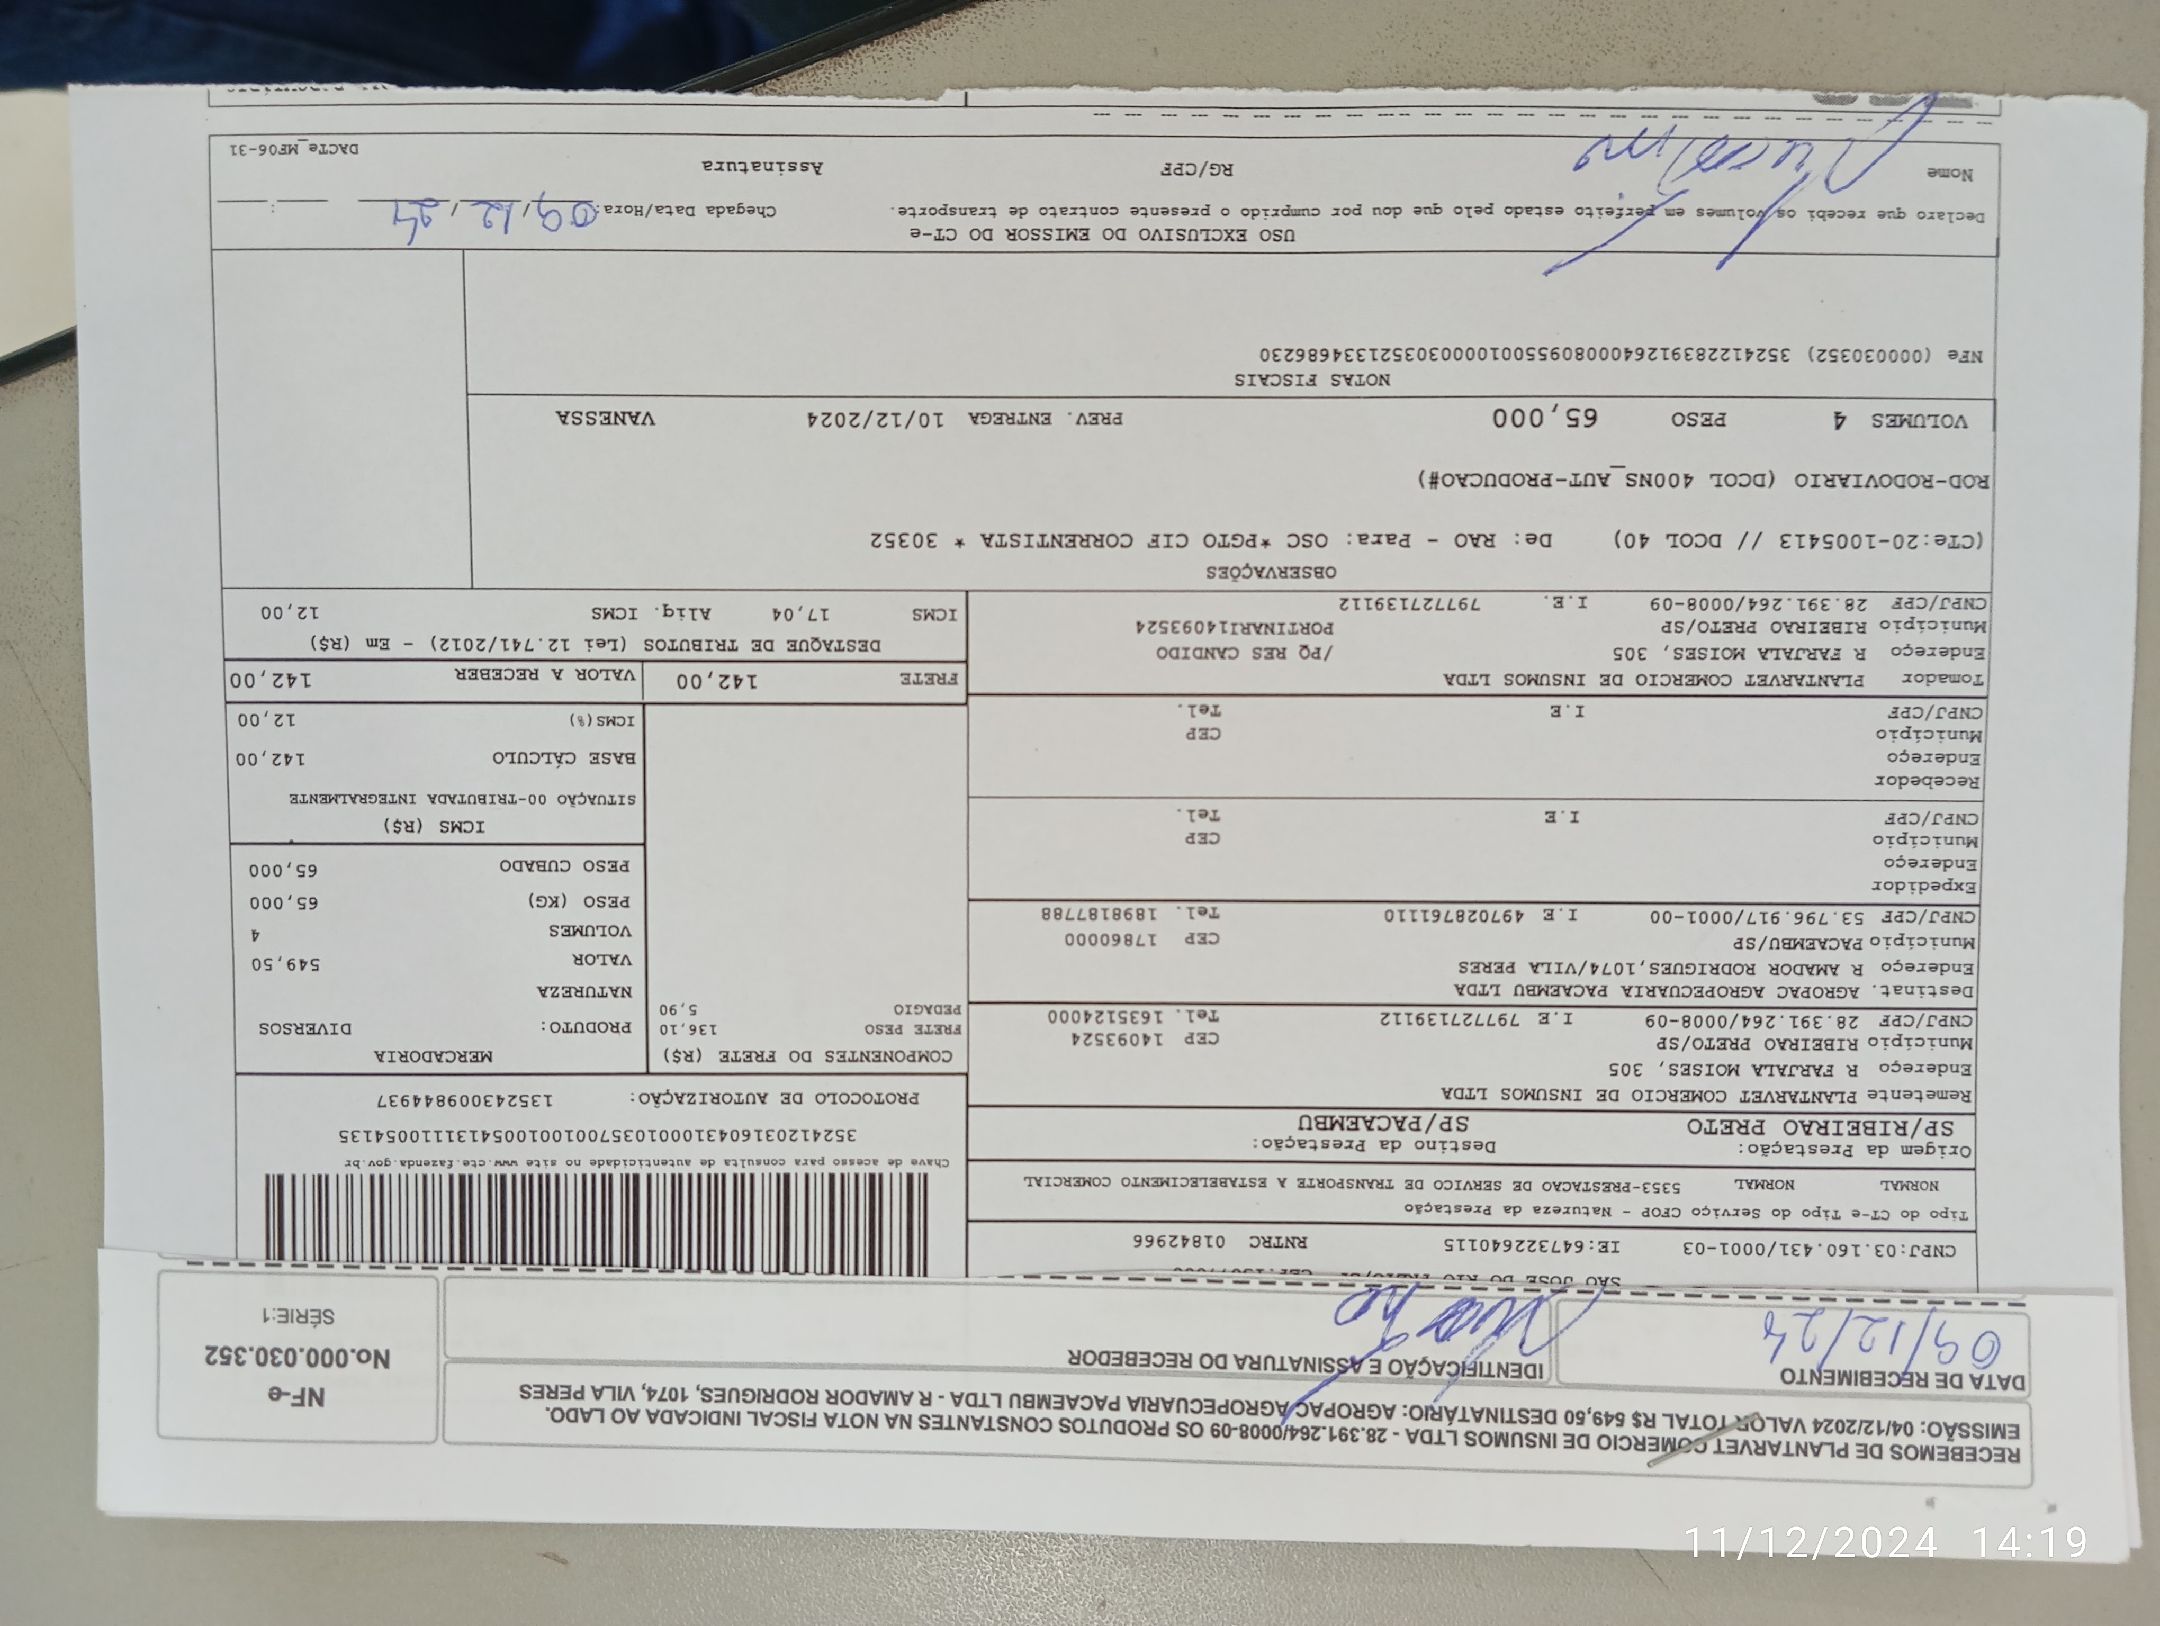 RECEBEMOS DE PLANTARVET COMERCIO DE INSUMOS LTDA - 28.391.264/0008-09 OS PRODUTOS CONSTANTES NA NOTA FISCAL INDICADA AO LADO.
EMISSÃO: 04/12/2024 VALOR TOTAL R$ 549,50 DESTINATÁRIO: AGROPAC AGROPECUARIA PACAEMBU LTDA - R AMADOR RODRIGUES, 1074, VILA PERES
NF-e
No.000.030.352
SÉRIE:1
DATA DE RECEBIMENTO
09/12/24
IDENTIFICAÇÃO E ASSINATURA DO RECEBEDOR
SAO JOSE DO RIO PRETO/SP
CNPJ:03.160.431/0001-03 IE:647322640115 RNTRC 01842966
Tipo do CT-e Tipo do Serviço CFOP - Natureza da Prestação
NORMAL NORMAL 5353-PRESTACAO DE SERVICO DE TRANSPORTE A ESTABELECIMENTO COMERCIAL
Origem da Prestação: Destino da Prestação:
SP/RIBEIRAO PRETO SP/PACAEMBU
Chave de acesso para consulta de autenticidade no site www.cte.fazenda.gov.br
35241203160431000103570010010054131110054135
PROTOCOLO DE AUTORIZAÇÃO: 135243009844937
Remetente PLANTARVET COMERCIO DE INSUMOS LTDA
Endereço R FARJALA MOISES, 305
Município RIBEIRAO PRETO/SP CEP 14093524
CNPJ/CPF 28.391.264/0008-09 I.E 797727139112 Tel. 1635124000
Destinat. AGROPAC AGROPECUARIA PACAEMBU LTDA
Endereço R AMADOR RODRIGUES,1074/VILA PERES
Município PACAEMBU/SP CEP 17860000
CNPJ/CPF 53.796.917/0001-00 I.E 497028761110 Tel. 1898187788
Expedidor
Endereço
Município CEP
CNPJ/CPF I.E Tel.
Recebedor
Endereço
Município CEP
CNPJ/CPF I.E Tel.
Tomador PLANTARVET COMERCIO DE INSUMOS LTDA
Endereço R FARJALA MOISES, 305 /PQ RES CANDIDO
Município RIBEIRAO PRETO/SP PORTINARI14093524
CNPJ/CPF 28.391.264/0008-09 I.E. 797727139112
COMPONENTES DO FRETE (R$)
FRETE PESO 136,10
PEDAGIO 5,90
MERCADORIA
PRODUTO: DIVERSOS
NATUREZA
VALOR 549,50
VOLUMES 4
PESO (KG) 65,000
PESO CUBADO 65,000
ICMS (R$)
SITUAÇÃO 00-TRIBUTADA INTEGRALMENTE
BASE CÁLCULO 142,00
ICMS(%) 12,00
FRETE 142,00 VALOR A RECEBER 142,00
DESTAQUE DE TRIBUTOS (Lei 12.741/2012) - Em (R$)
ICMS 17,04 Aliq. ICMS 12,00
OBSERVAÇÕES
(CTe:20-1005413 // DCOL 40) De: RAO - Para: OSC *PGTO CIF CORRENTISTA * 30352
ROD-RODOVIARIO (DCOL 400NS_AUT-PRODUCAO#)
VOLUMES 4 PESO 65,000 PREV. ENTREGA 10/12/2024 VANESSA
NOTAS FISCAIS
NFe (000030352) 35241228391264000809550010000303521334686230
USO EXCLUSIVO DO EMISSOR DO CT-e
Declaro que recebi os volumes em perfeito estado pelo que dou por cumprido o presente contrato de transporte. Chegada Data/Hora: 09/12/24
Nome RG/CPF Assinatura
DACTe_MF06-31
11/12/2024 14:19